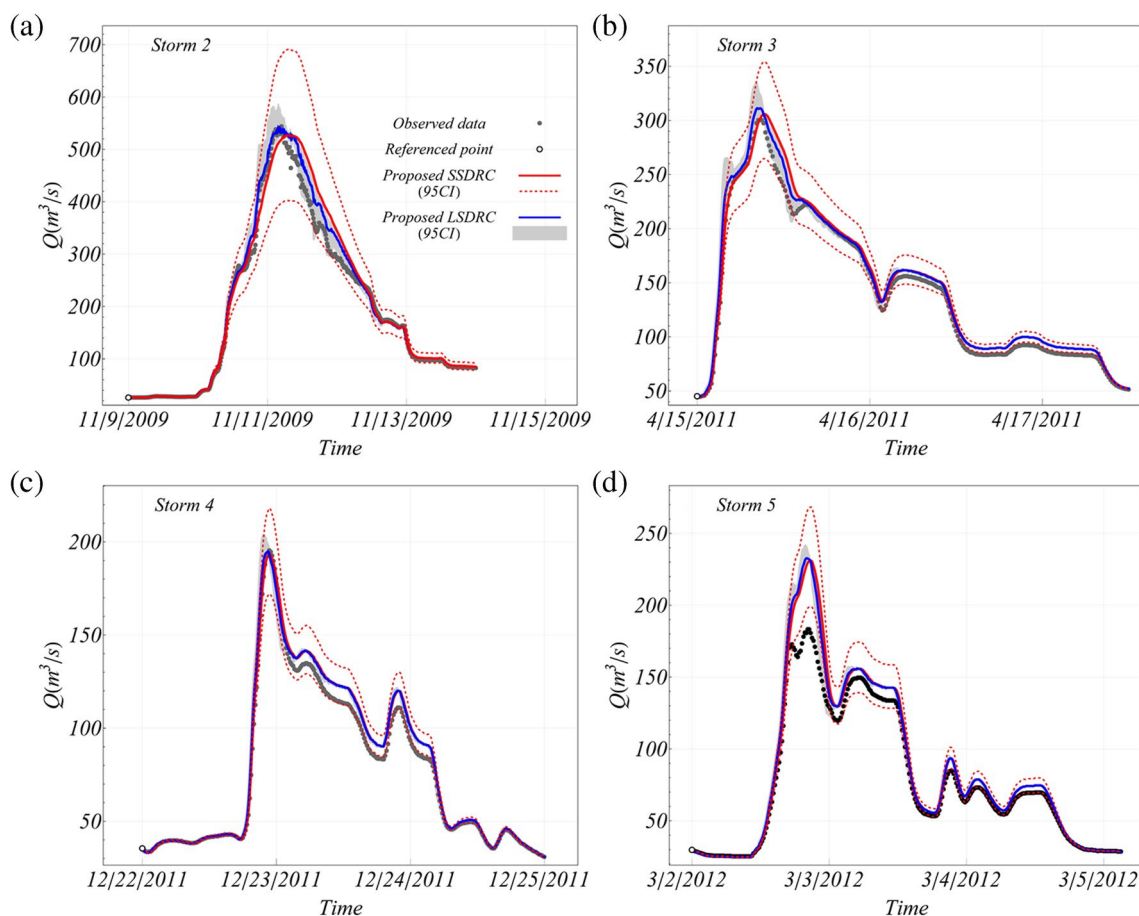 (a)
Storm 2
700
600
500
400
300
200
100
Q(m³/s)
Observed data
Referenced point
Proposed SSDRC
(95CI)
Proposed LSDRC
(95CI)
11/9/2009
11/11/2009
11/13/2009
11/15/2009
Time
(b)
Storm 3
350
300
250
200
150
100
50
Q(m³/s)
4/15/2011
4/16/2011
4/17/2011
Time
(c)
Storm 4
200
150
100
50
Q(m³/s)
12/22/2011
12/23/2011
12/24/2011
12/25/2011
Time
(d)
Storm 5
250
200
150
100
50
Q(m³/s)
3/2/2012
3/3/2012
3/4/2012
3/5/2012
Time